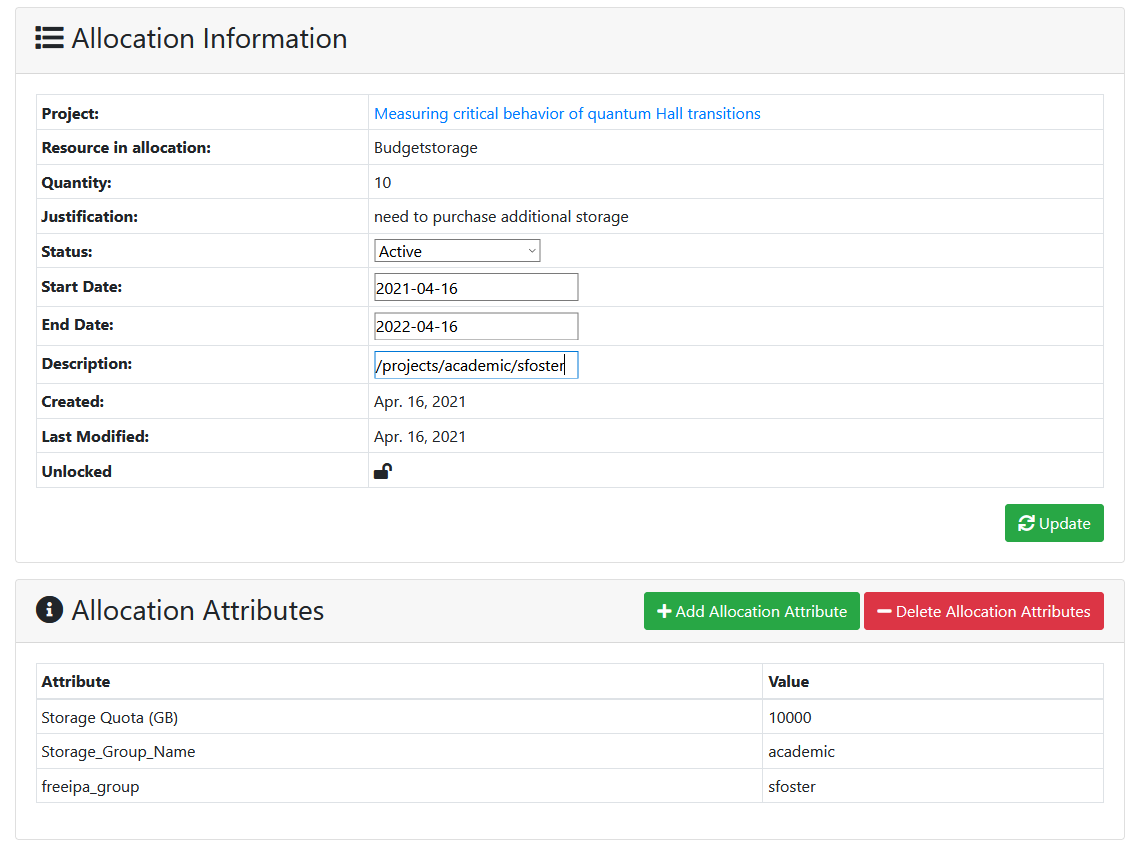 Allocation Information
Project: Measuring critical behavior of quantum Hall transitions
Resource in allocation: Budgetstorage
Quantity: 10
Justification: need to purchase additional storage
Status: Active
Start Date: 2021-04-16
End Date: 2022-04-16
Description: /projects/academic/sfoster
Created: Apr. 16, 2021
Last Modified: Apr. 16, 2021
Unlocked
Update
Allocation Attributes Add Allocation Attribute Delete Allocation Attributes
Attribute Value
Storage Quota (GB) 10000
Storage_Group_Name academic
freeipa_group sfoster